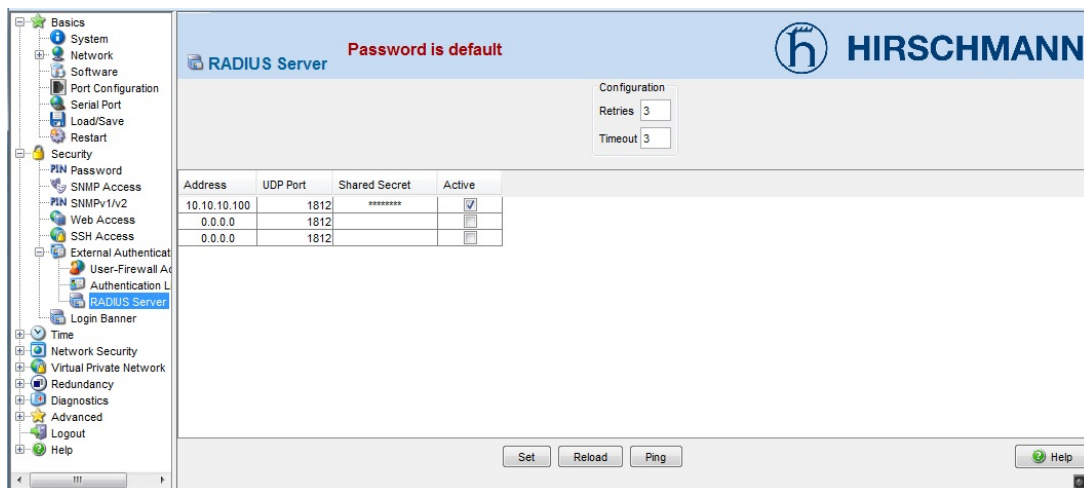 Basics
System
Network
Software
Port Configuration
Serial Port
Load/Save
Restart
Security
PIN Password
SNMP Access
PIN SNMPv1/v2
Web Access
SSH Access
External Authenticat
User-Firewall Ac
Authentication L
RADIUS Server
Login Banner
Time
Network Security
Virtual Private Network
Redundancy
Diagnostics
Advanced
Logout
Help
RADIUS Server
Password is default
HIRSCHMANN
Configuration
Retries 3
Timeout 3
Address UDP Port Shared Secret Active
10.10.10.100 1812 ********
0.0.0.0 1812
0.0.0.0 1812
Set Reload Ping Help